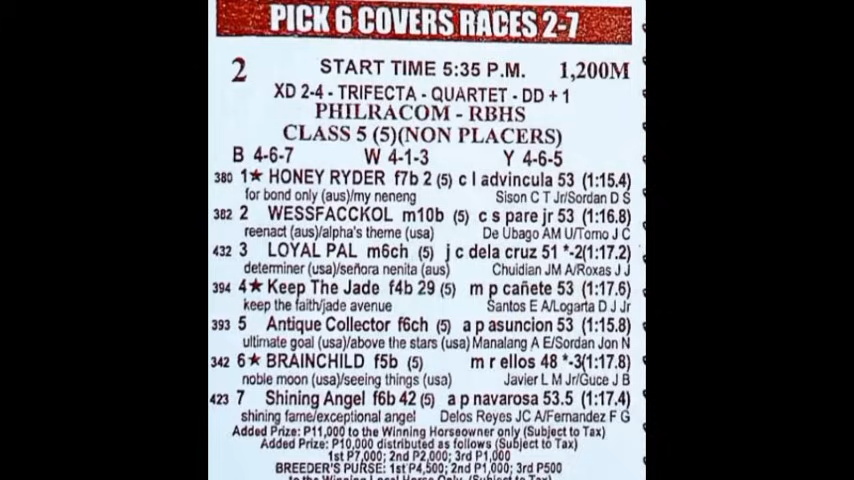 PICK 6 COVERS RACES 2-7
2 START TIME 5:35 P.M. 1,200M
XD 2-4 - TRIFECTA - QUARTET - DD + 1
PHILRACOM - RBHS
CLASS 5 (5)(NON PLACERS)
B 4-6-7 W 4-1-3 Y 4-6-5
380 1★ HONEY RYDER f7b 2 (5) c l advincula 53 (1:15.4)
for bond only (aus)/my neneng Sison C T Jr/Sordan D S
382 2 WESSFACCKOL m10b (5) c s pare jr 53 (1:16.8)
reenact (aus)/alpha's theme (usa) De Ubago AM U/Torno J C
432 3 LOYAL PAL m6ch (5) j c dela cruz 51 *-2(1:17.2)
determiner (usa)/señora nenita (aus) Chuidian JM A/Roxas J J
394 4★ Keep The Jade f4b 29 (5) m p cañete 53 (1:17.6)
keep the faith/jade avenue Santos E A/Logarta D J Jr
393 5 Antique Collector f6ch (5) a p asuncion 53 (1:15.8)
ultimate goal (usa)/above the stars (usa) Manalang A E/Sordan Jon N
342 6★ BRAINCHILD f5b (5) m r ellos 48 *-3(1:17.8)
noble moon (usa)/seeing things (usa) Javier L M Jr/Guce J B
423 7 Shining Angel f6b 42 (5) a p navarosa 53.5 (1:17.4)
shining fame/exceptional angel Delos Reyes JC A/Fernandez F G
Added Prize: P11,000 to the Winning Horseowner only (Subject to Tax)
Added Prize: P10,000 distributed as follows (Subject to Tax)
1st P7,000; 2nd P2,000; 3rd P1,000
BREEDER'S PURSE: 1st P4,500; 2nd P1,000; 3rd P500
to the Winning Local Horse Only. (Subject to Tax)